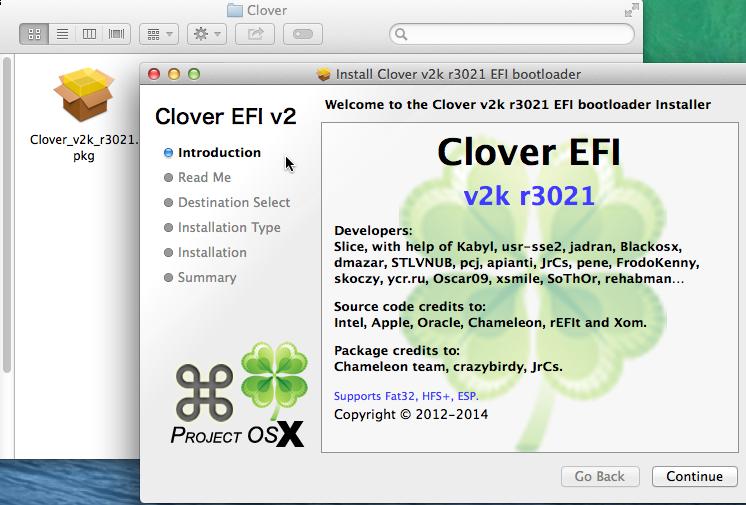 Clover
Clover_v2k_r3021.
pkg
Install Clover v2k r3021 EFI bootloader
Welcome to the Clover v2k r3021 EFI bootloader Installer
Clover EFI v2
Introduction
Read Me
Destination Select
Installation Type
Installation
Summary
PROJECT OSX
Clover EFI
v2k r3021
Developers:
Slice, with help of Kabyl, usr-sse2, jadran, Blackosx,
dmazar, STLVNUB, pcj, apianti, JrCs, pene, FrodoKenny,
skoczy, ycr.ru, Oscar09, xsmile, SoThOr, rehabman...
Source code credits to:
Intel, Apple, Oracle, Chameleon, rEFIt and Xom.
Package credits to:
Chameleon team, crazybirdy, JrCs.
Supports Fat32, HFS+, ESP.
Copyright © 2012-2014
Go Back
Continue